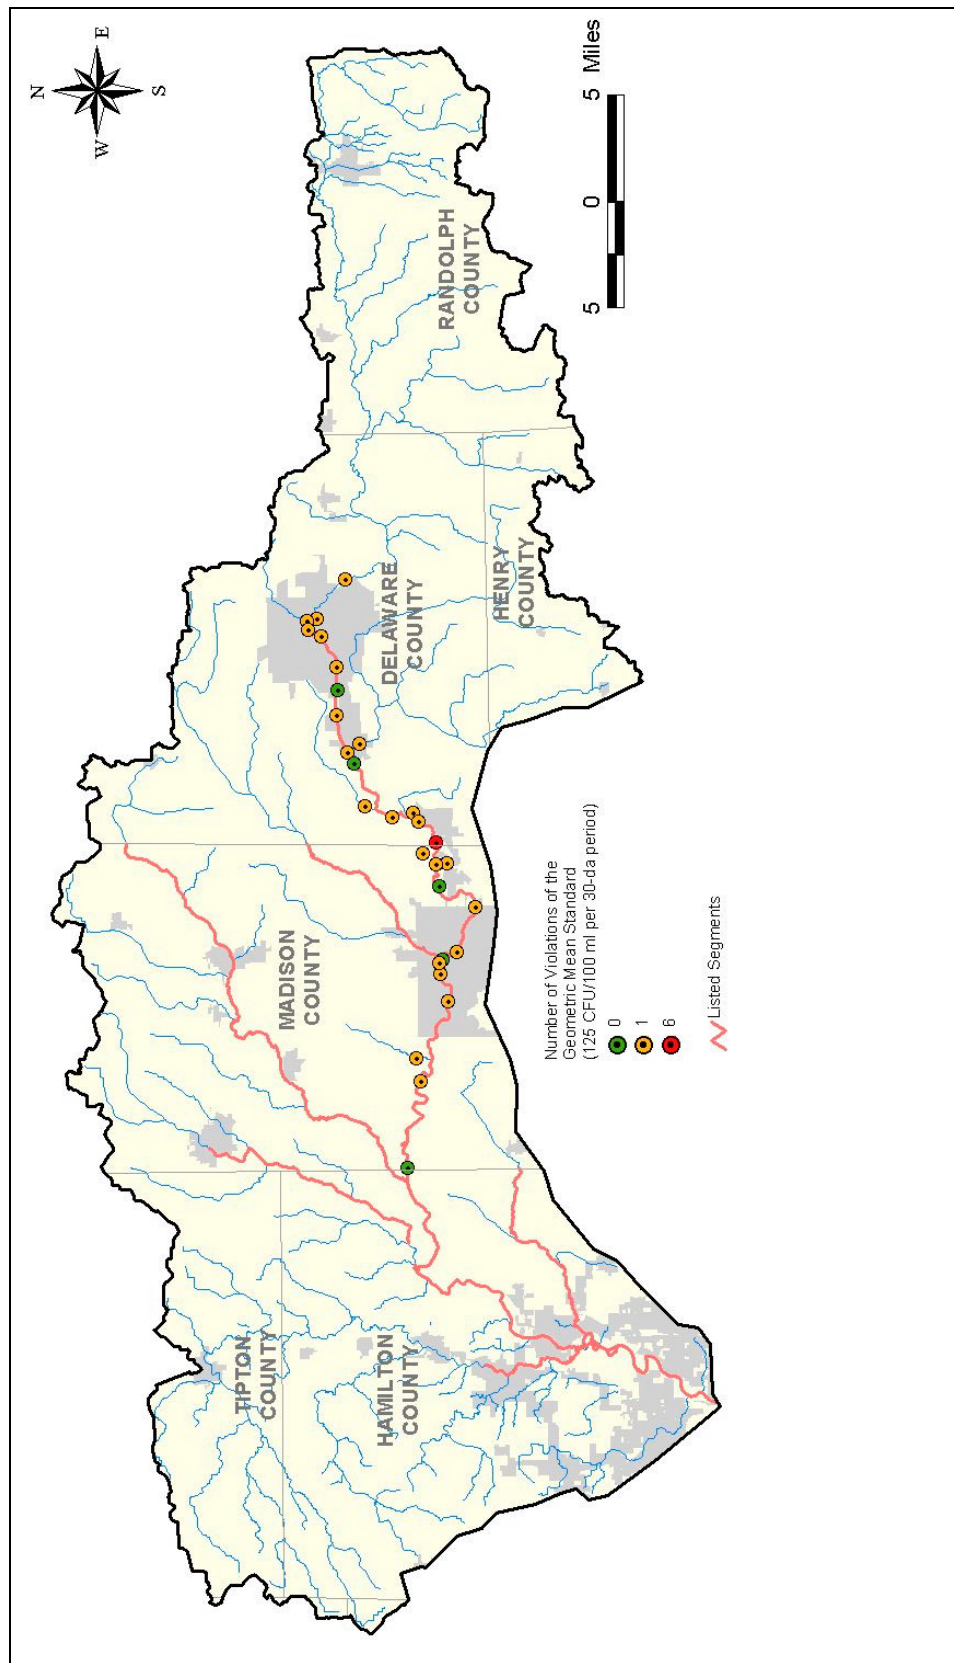 N
E
W
S
TIPTON
COUNTY
HAMILTON
COUNTY
MADISON
COUNTY
DELAWARE
COUNTY
HENRY
COUNTY
RANDOLPH
COUNTY
Number of Violations of the
Geometric Mean Standard
(125 CFU/100 ml per 30-da period)
0
1
6
Listed Segments
5 0 5 Miles